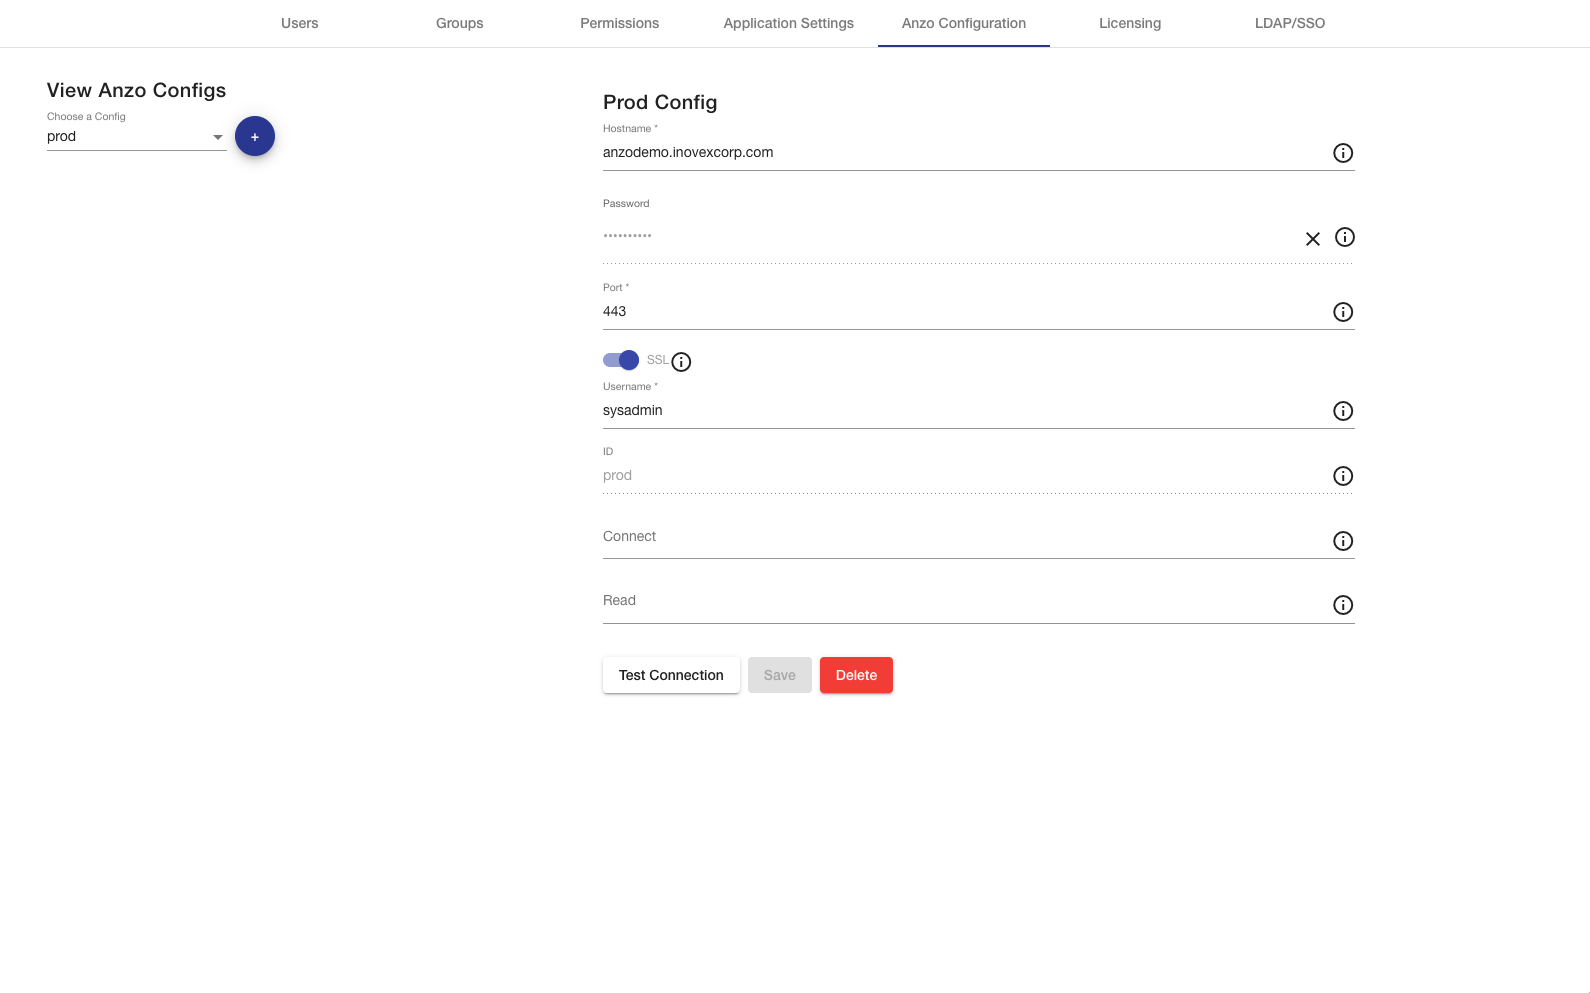 Users Groups Permissions Application Settings Anzo Configuration Licensing LDAP/SSO
View Anzo Configs
Choose a Config
prod
+
Prod Config
Hostname *
anzodemo.inovexcorp.com
Password
••••••••••
Port *
443
SSL
Username *
sysadmin
ID
prod
Connect
Read
Test Connection Save Delete